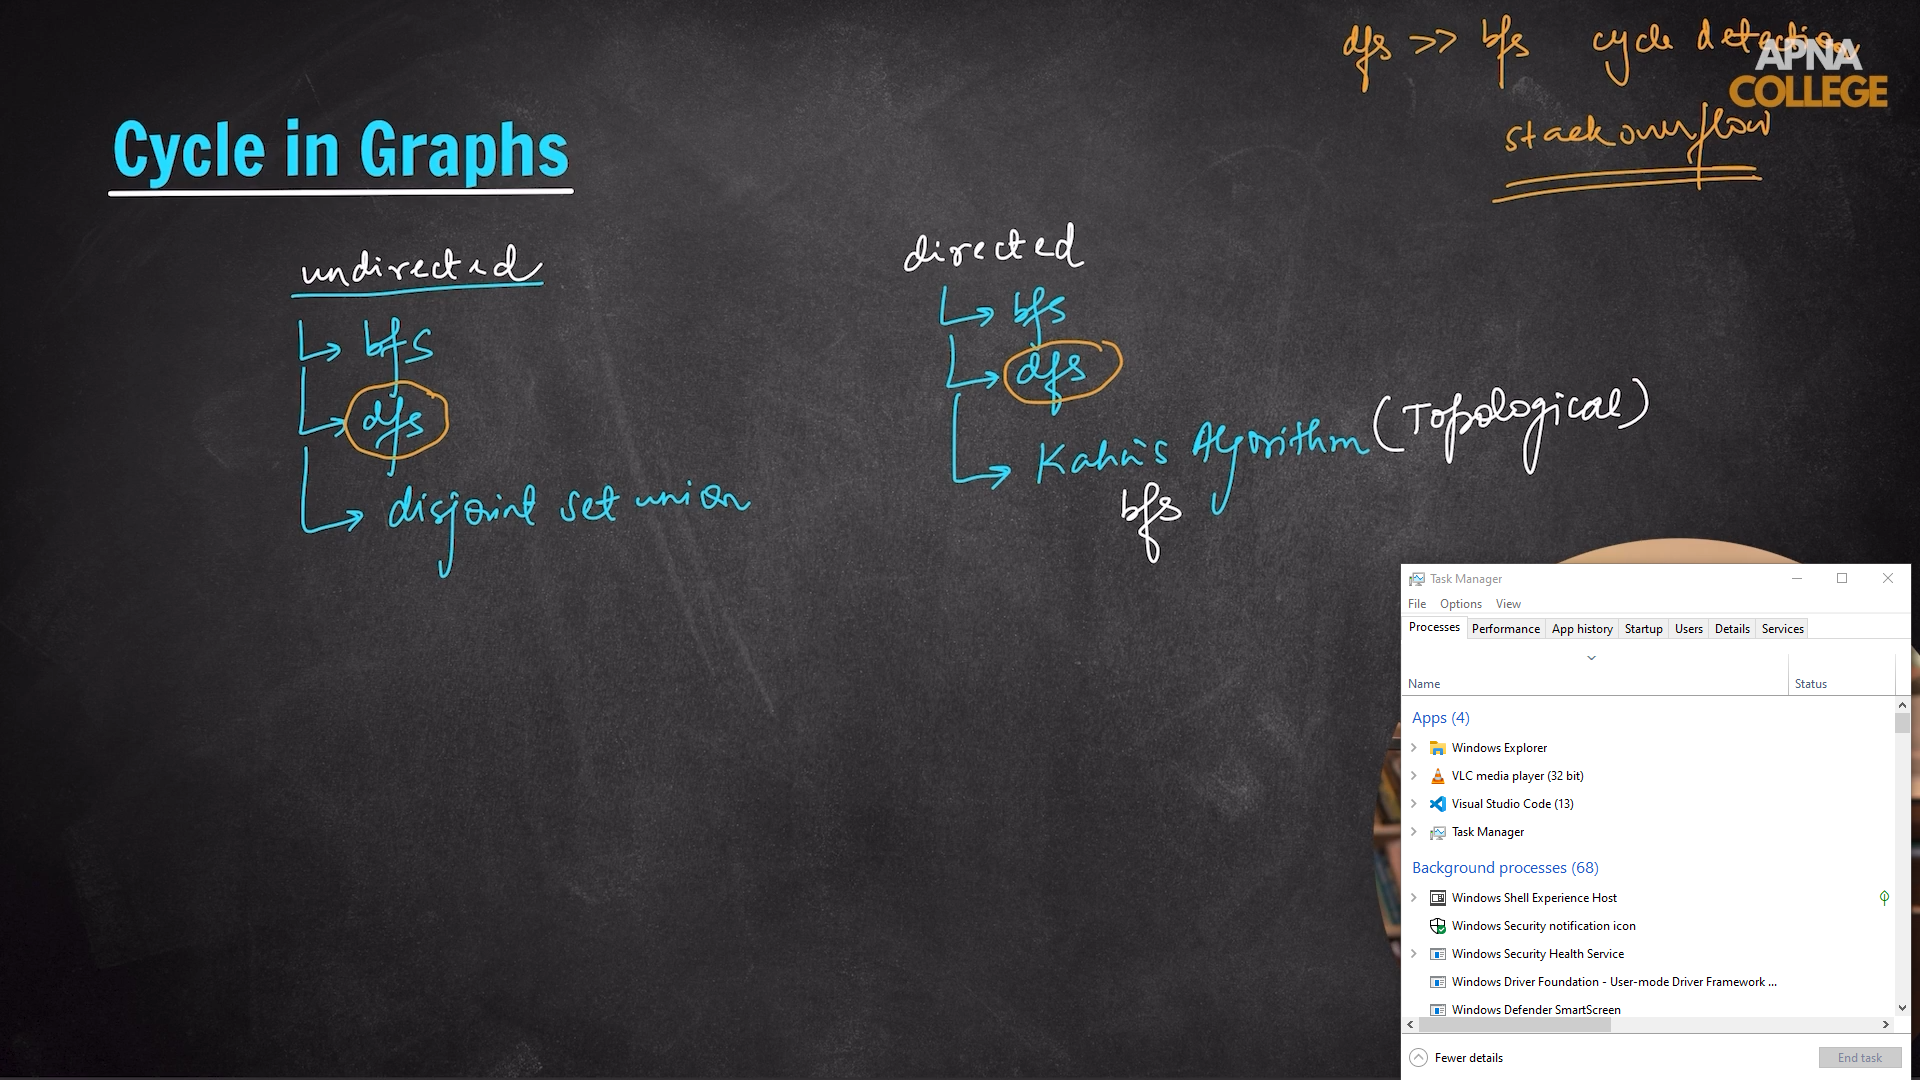 dfs >> bfs cycle detection
APNA
COLLEGE
stack overflow
Cycle in Graphs
undirected
bfs
dfs
disjoint set union
directed
bfs
dfs
Kahn's Algorithm (Topological)
bfs
Task Manager
File Options View
Processes Performance App history Startup Users Details Services
Name Status
Apps (4)
Windows Explorer
VLC media player (32 bit)
Visual Studio Code (13)
Task Manager
Background processes (68)
Windows Shell Experience Host
Windows Security notification icon
Windows Security Health Service
Windows Driver Foundation - User-mode Driver Framework ...
Windows Defender SmartScreen
Fewer details End task